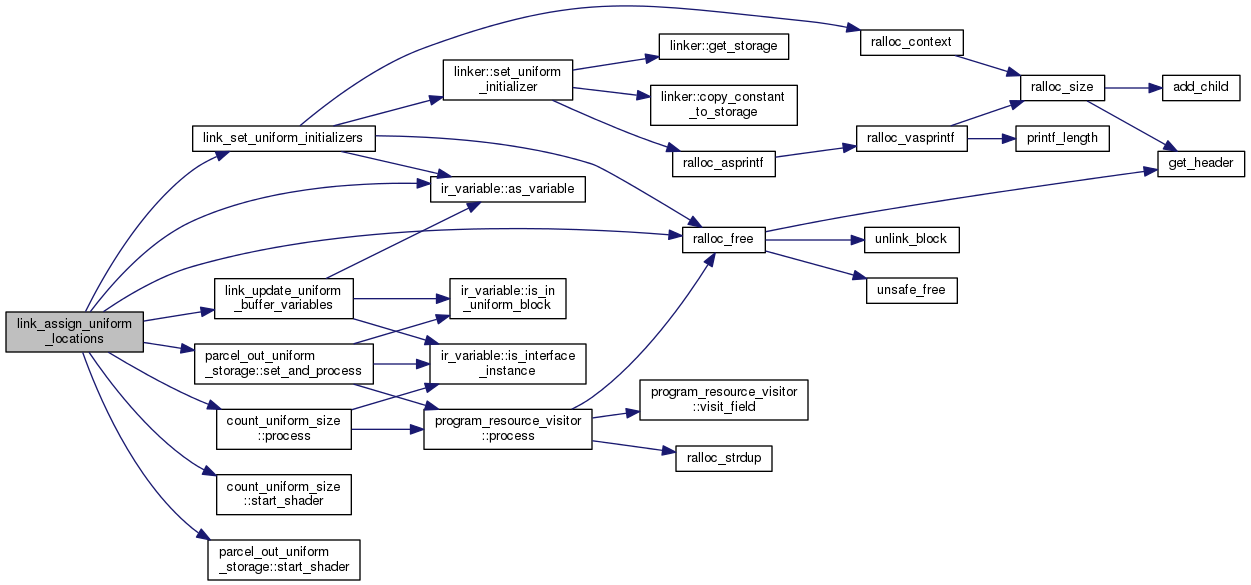 link_assign_uniform
_locations
link_set_uniform_initializers
linker::set_uniform
_initializer
linker::get_storage
linker::copy_constant
_to_storage
ralloc_context
ralloc_size
add_child
ralloc_vasprintf
printf_length
ralloc_asprintf
get_header
ir_variable::as_variable
ralloc_free
unlink_block
unsafe_free
link_update_uniform
_buffer_variables
ir_variable::is_in
_uniform_block
parcel_out_uniform
_storage::set_and_process
ir_variable::is_interface
_instance
count_uniform_size
::process
program_resource_visitor
::process
program_resource_visitor
::visit_field
ralloc_strdup
count_uniform_size
::start_shader
parcel_out_uniform
_storage::start_shader